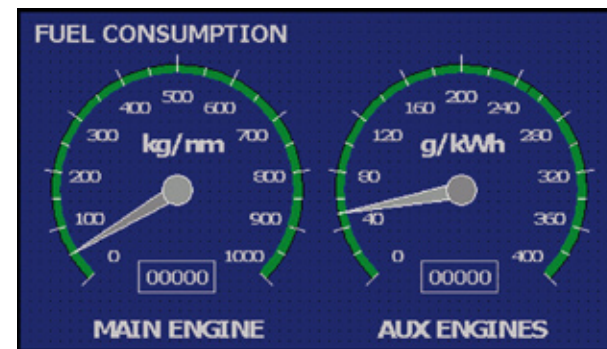 FUEL CONSUMPTION
400 500 600
300 kg/nm 700
200 800
100 900
0 1000
00000
MAIN ENGINE
160 200 240
120 g/kWh 280
80 320
40 360
0 400
00000
AUX ENGINES